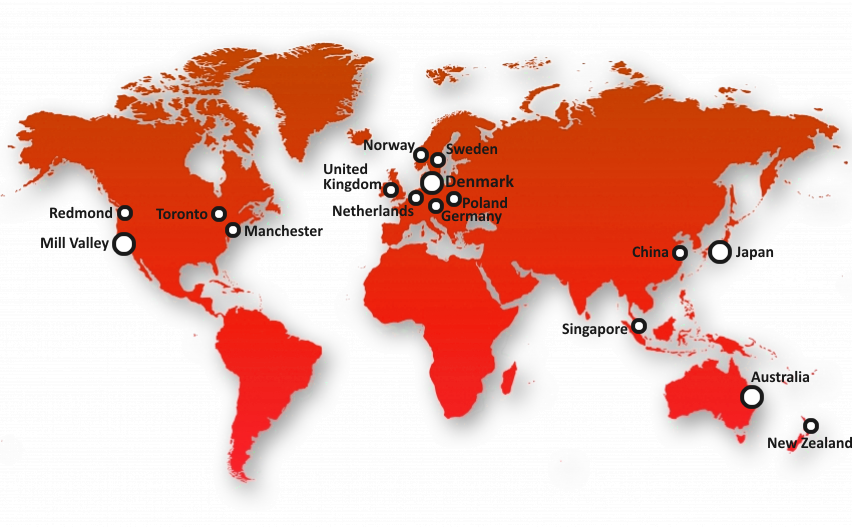 Norway
Sweden
United
Kingdom
Denmark
Netherlands
Poland
Germany
Redmond
Toronto
Manchester
Mill Valley
China
Japan
Singapore
Australia
New Zealand